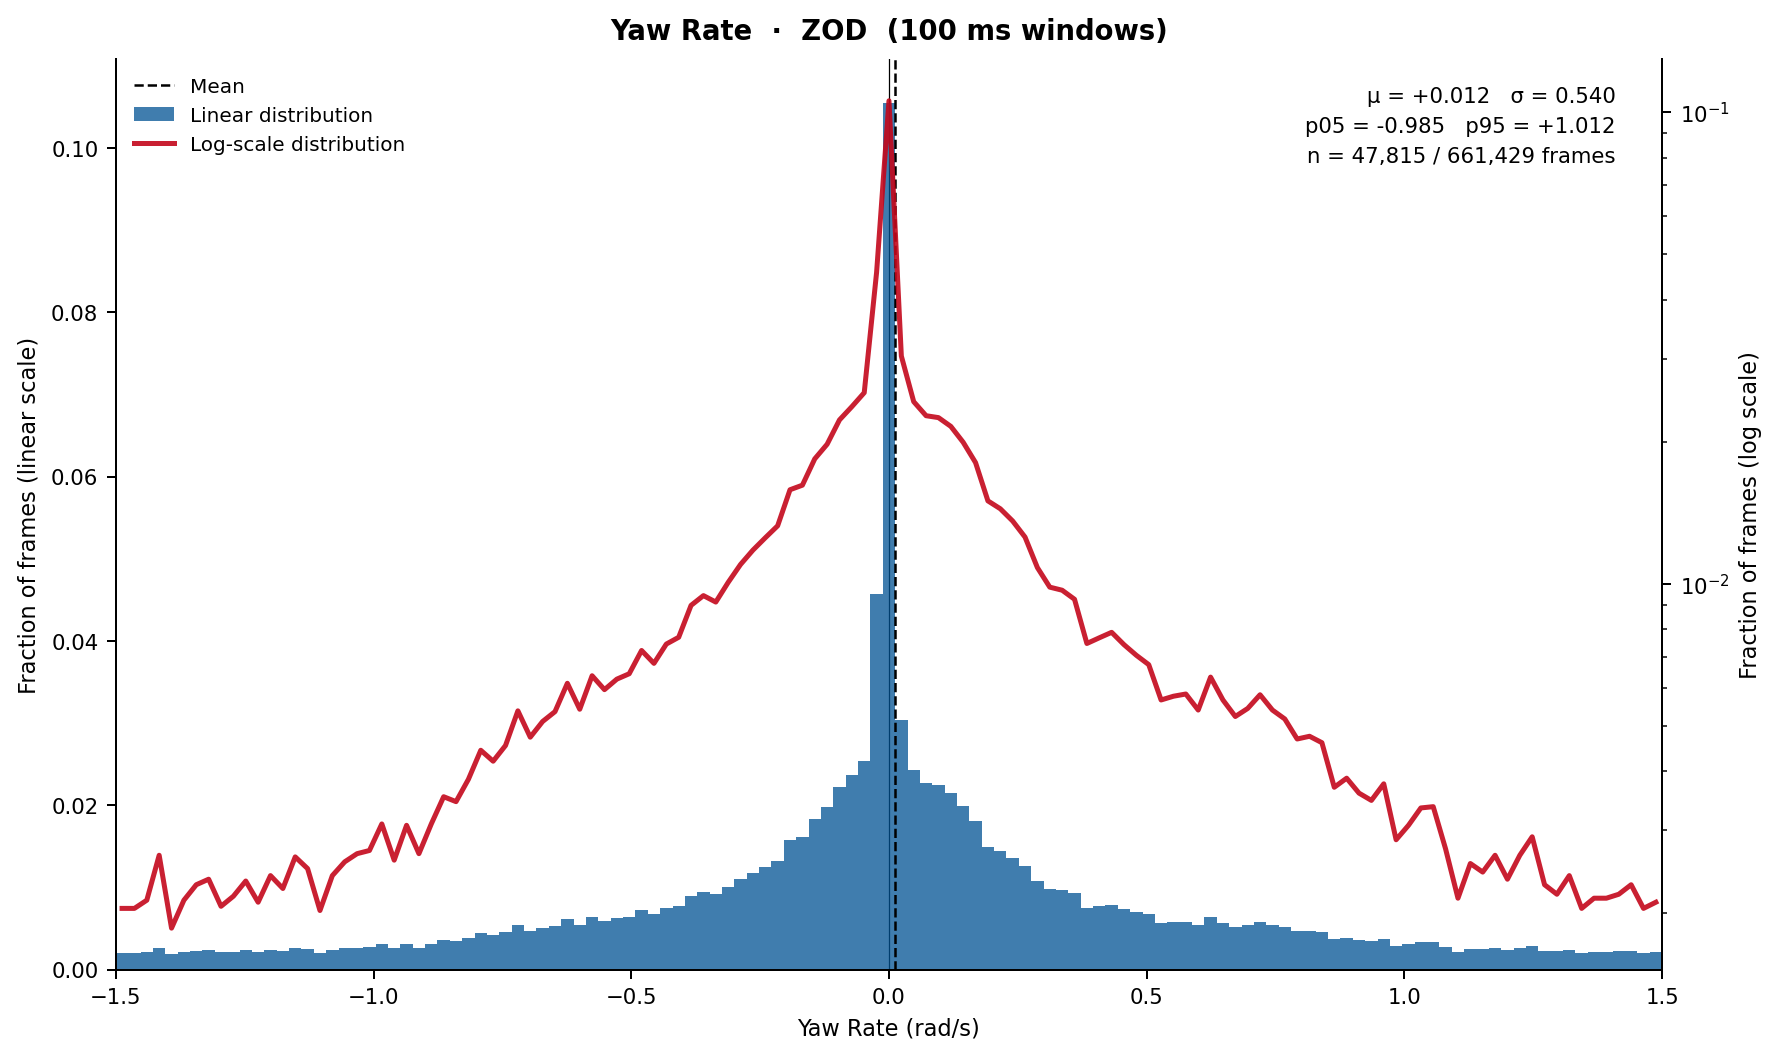 Yaw Rate · ZOD (100 ms windows)
Mean
Linear distribution
Log-scale distribution
μ = +0.012 σ = 0.540
p05 = -0.985 p95 = +1.012
n = 47,815 / 661,429 frames
Fraction of frames (linear scale)
0.10
0.08
0.06
0.04
0.02
0.00
10⁻¹
10⁻²
Fraction of frames (log scale)
−1.5 −1.0 −0.5 0.0 0.5 1.0 1.5
Yaw Rate (rad/s)